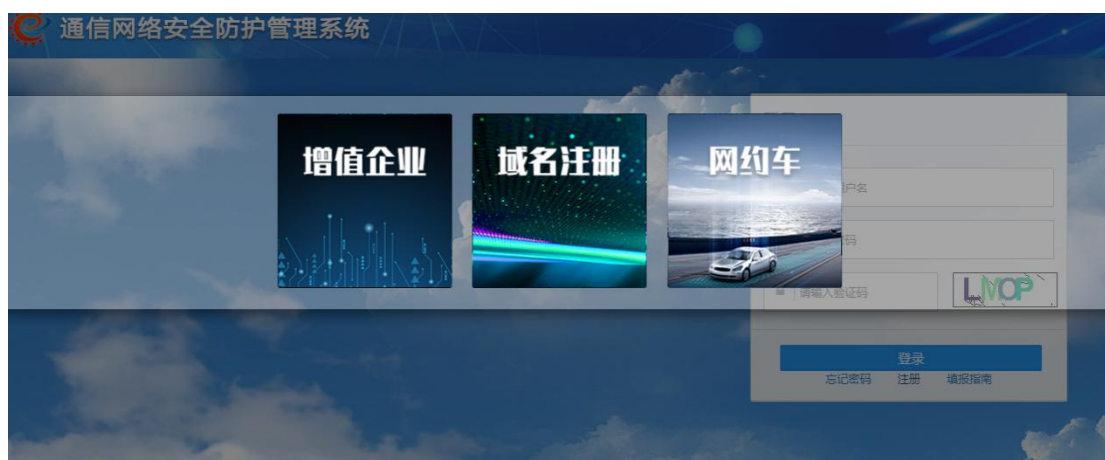 通信网络安全防护管理系统
增值企业
域名注册
网约车
户名
码
请输入验证码
LMOP
登录
忘记密码 注册 填报指南